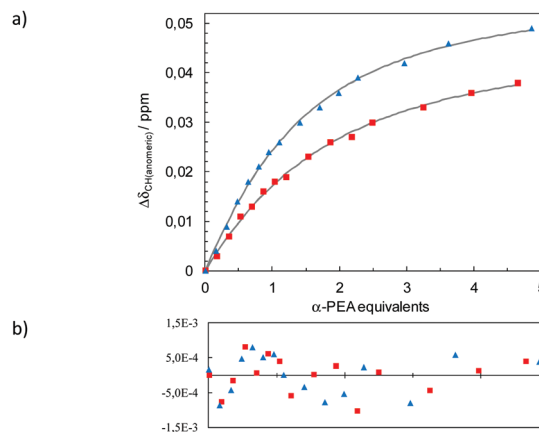 a)
0,05
0,04
0,03
0,02
0,01
0
ΔδCH(anomeric)/ ppm
0 1 2 3 4 5
α-PEA equivalents
b)
1,5E-3
5,0E-4
-5,0E-4
-1,5E-3